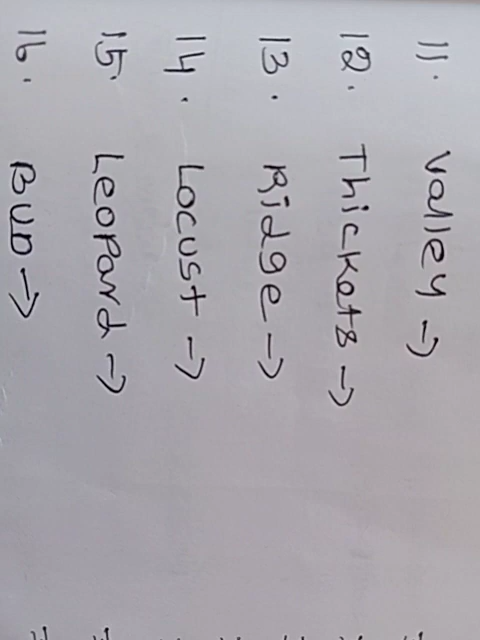 11. Valley →
12. Thickets →
13. Ridge →
14. Locust →
15. Leopard →
16. BUD →